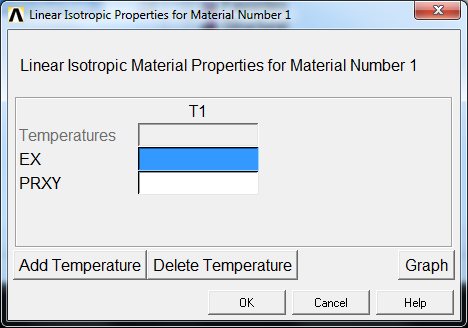 Linear Isotropic Properties for Material Number 1
Linear Isotropic Material Properties for Material Number 1
T1
Temperatures
EX
PRXY
Add Temperature Delete Temperature Graph
OK Cancel Help